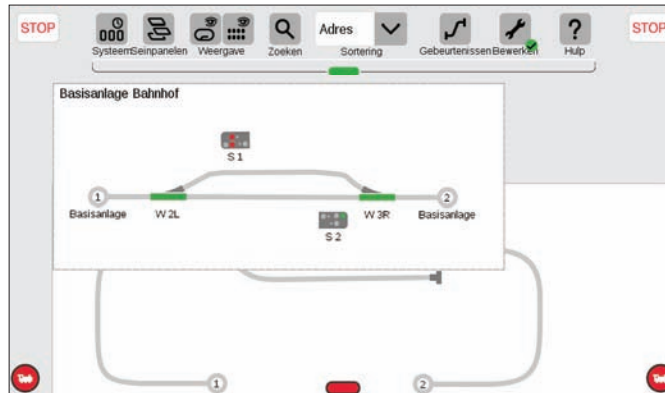 STOP
000
Adres
?
STOP
Systeem Seinpanelen Weergave Zoeken Sortering Gebeurtenissen Bewerken Hulp
Basisanlage Bahnhof
S 1
1
2
Basisanlage
W 2L
W 3R
Basisanlage
S 2
1
2